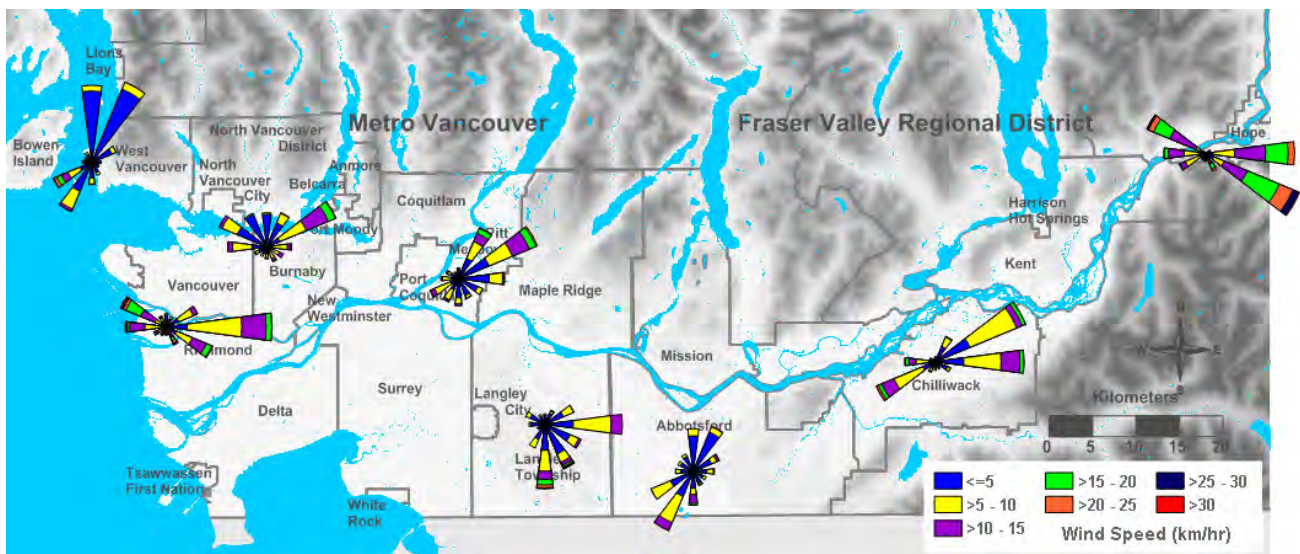 Lions
Bay
Metro Vancouver
Fraser Valley Regional District
Bowen
Island
West
Vancouver
North Vancouver
District
North
Vancouver
City
Anmore
Belcarra
Port Moody
Coquitlam
Burnaby
Vancouver
New
Westminster
Port
Maple Ridge
Richmond
Delta
Surrey
Langley
City
Township
Tsawwassen
First Nation
White
Rock
Mission
Abbotsford
Chilliwack
Kent
Harrison
Hot Springs
Hope
N
W E
S
Kilometers
0 5 10 15 20
<=5 >15 - 20 >25 - 30
>5 - 10 >20 - 25 >30
>10 - 15 Wind Speed (km/hr)